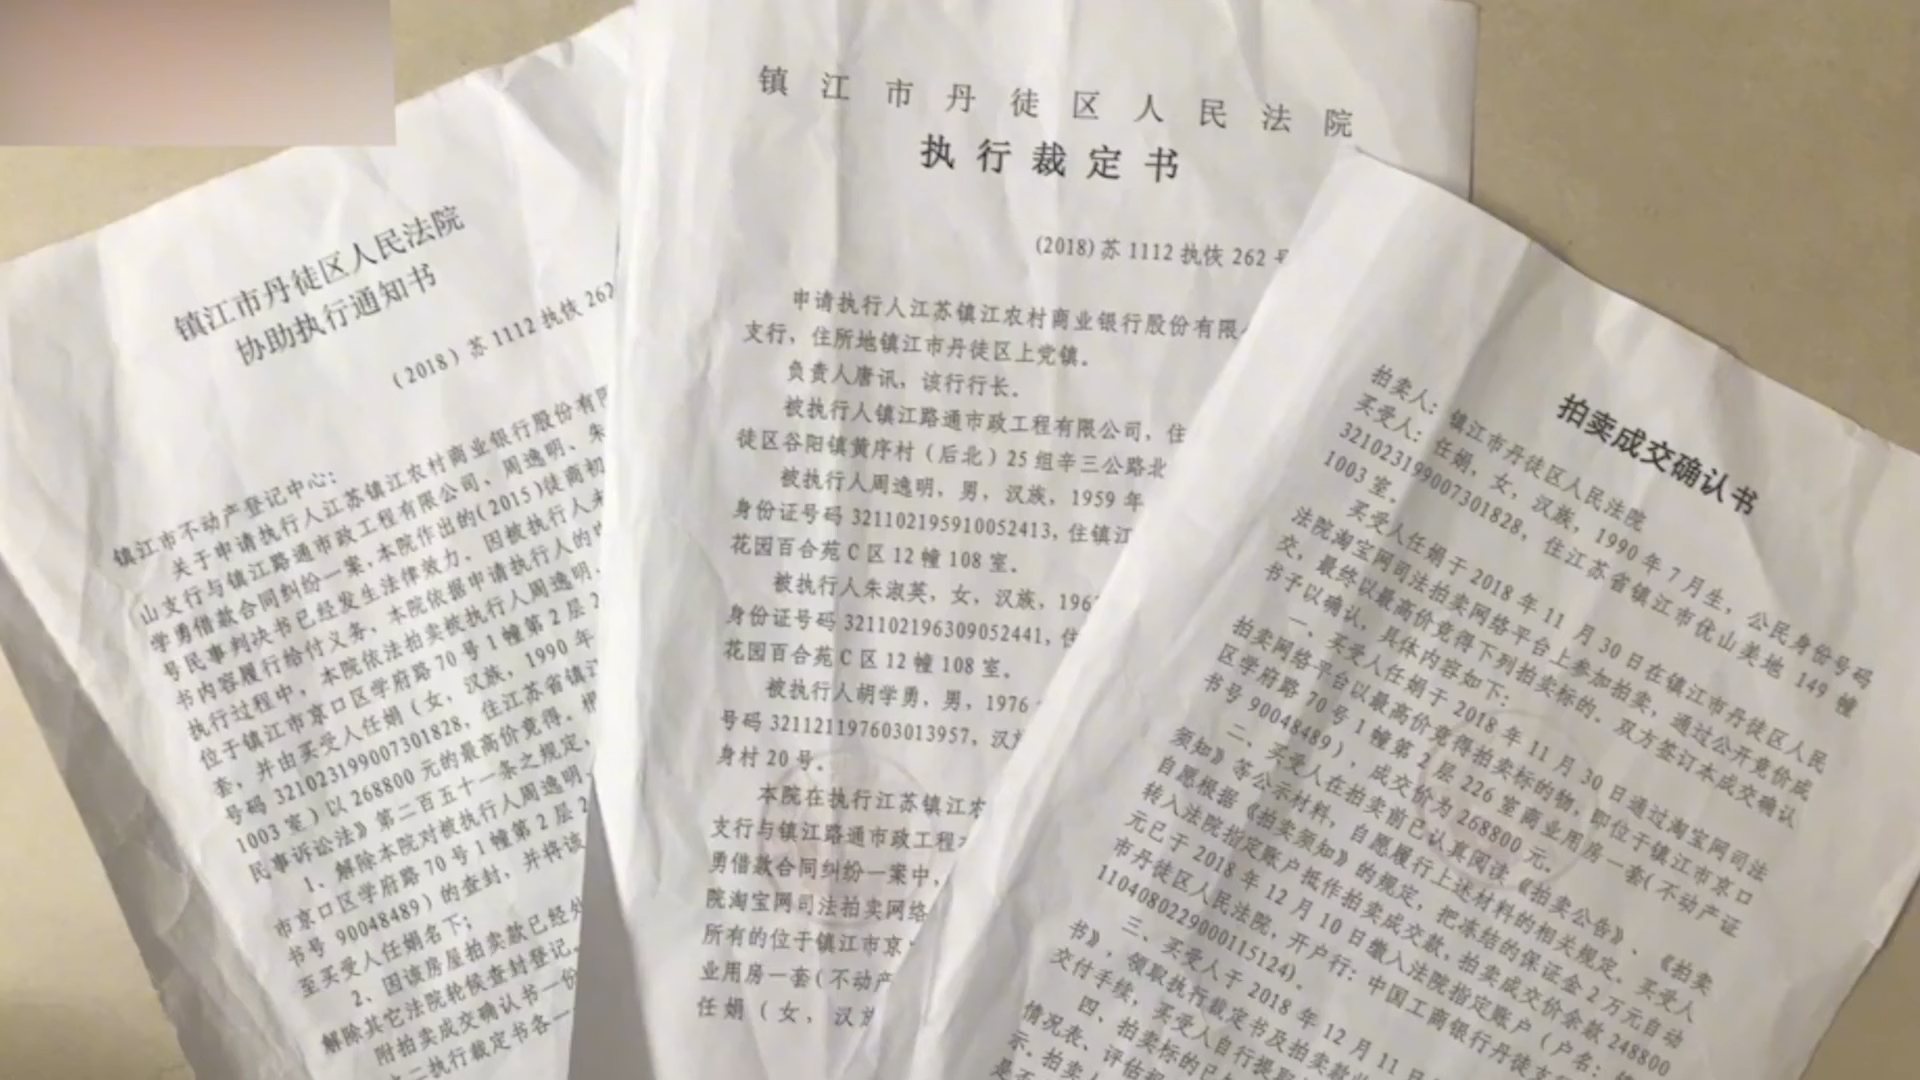 镇江市丹徒区人民法院
协助执行通知书
(2018)苏1112执恢262
镇江市不动产登记中心：
关于申请执行人江苏镇江农村商业银行股份有限
山支行与镇江路通市政工程有限公司、周逸明、朱
学勇借款合同纠纷一案，本院作出的(2015)徒商初
号民事判决书已经发生法律效力。因被执行人未
书内容履行给付义务，本院依据申请执行人的申
执行过程中，本院依法拍卖被执行人周逸明、
位于镇江市京口区学府路70号1幢第2层2
套，并由买受人任娟（女，汉族，1990年
号码321023199007301828，住江苏省镇江
1003室）以268800元的最高价竞得。根
民事诉讼法》第二百五十一条之规定，
1、解除本院对被执行人周逸明、
市京口区学府路70号1幢第2层2
书号90048489）的查封，并将该
至买受人任娟名下；
2、因该房屋拍卖款已经分
解除其它法院轮候查封登记。
附拍卖成交确认书一份
之二执行裁定书各一
镇江市丹徒区人民法院
执行裁定书
(2018)苏1112执恢262号
申请执行人江苏镇江农村商业银行股份有限公
支行，住所地镇江市丹徒区上党镇。
负责人唐讯，该行行长。
被执行人镇江路通市政工程有限公司，住
徒区谷阳镇黄序村（后北）25组辛三公路北
被执行人周逸明，男，汉族，1959年
身份证号码321102195910052413，住镇江
花园百合苑C区12幢108室。
被执行人朱淑英，女，汉族，196
身份证号码321102196309052441，住
花园百合苑C区12幢108室。
被执行人胡学勇，男，1976
号码321121197603013957，汉族
身村20号。
本院在执行江苏镇江农
支行与镇江路通市政工程
勇借款合同纠纷一案中，
院淘宝网司法拍卖网络
所有的位于镇江市京
业用房一套(不动产
任娟（女，汉族
拍卖成交确认书
拍卖人：镇江市丹徒区人民法院
买受人：任娟，女，汉族，1990年7月生，公民身份号码
321023199007301828，住江苏省镇江市优山美地149幢
1003室。
买受人任娟于2018年11月30日在镇江市丹徒区人民
法院淘宝网司法拍卖网络平台上参加拍卖，通过公开竞价成
交，最终以最高价竞得下列拍卖标的。双方签订本成交确认
书予以确认，具体内容如下：
一、买受人任娟于2018年11月30日通过淘宝网司法
拍卖网络平台以最高价竞得拍卖标的物，即位于镇江市京口
区学府路70号1幢第2层226室商业用房一套(不动产证
书号90048489），成交价为268800元。
二、买受人在拍卖前已认真阅读《拍卖公告》、《拍卖
须知》等公示材料，自愿履行上述材料的相关规定。买受人
自愿根据《拍卖须知》的规定，把冻结的保证金2万元自动
转入法院指定账户抵作拍卖成交款，拍卖成交价余款248800
元已于2018年12月10日缴入法院指定账户（户名：镇
市丹徒区人民法院，开户行：中国工商银行丹徒支
1104080229000115124)。
三、买受人于2018年12月11日
书》，领取执行裁定书及拍卖款
交付手续，买受人自行提取
四、拍卖标的已
情况表、评估报
示。拍卖人
是否